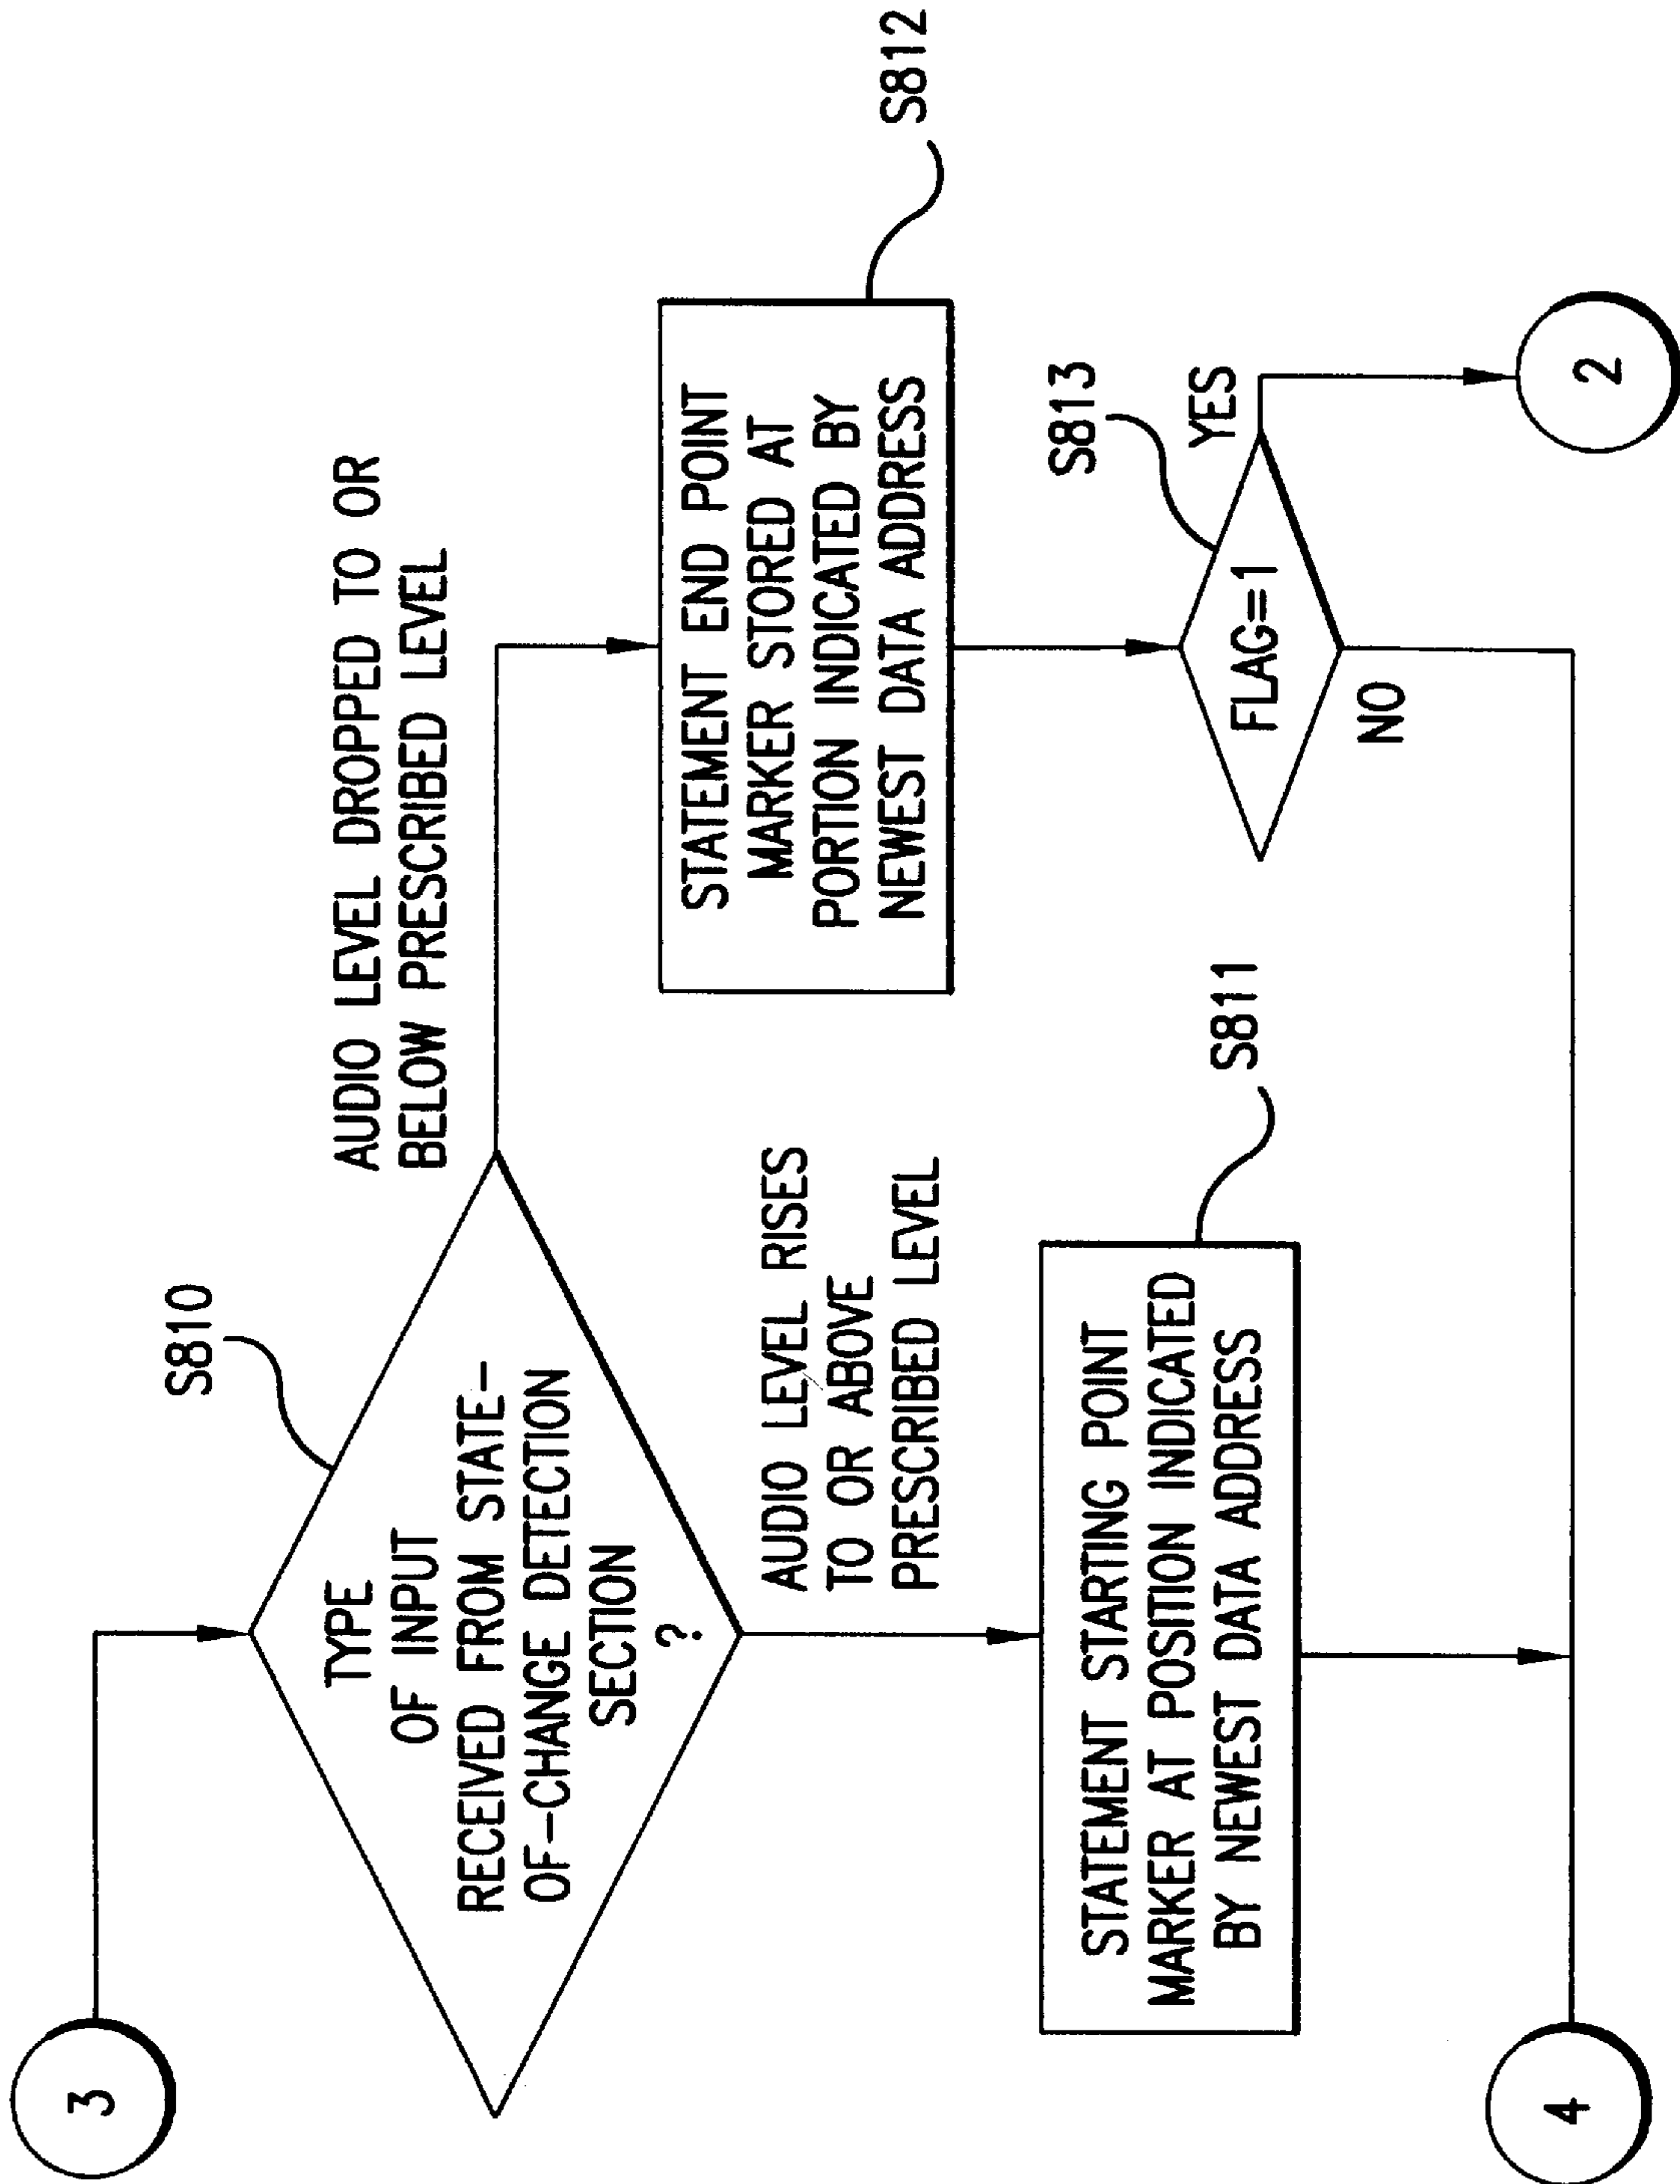 3
S810
TYPE
OF INPUT
RECEIVED FROM STATE-
OF-CHANGE DETECTION
SECTION
?
AUDIO LEVEL DROPPED TO OR
BELOW PRESCRIBED LEVEL
AUDIO LEVEL RISES
TO OR ABOVE
PRESCRIBED LEVEL
STATEMENT END POINT
MARKER STORED AT
PORTION INDICATED BY
NEWEST DATA ADDRESS
S812
STATEMENT STARTING POINT
MARKER AT POSITION INDICATED
BY NEWEST DATA ADDRESS
S811
FLAG=1
S813
YES
NO
2
4